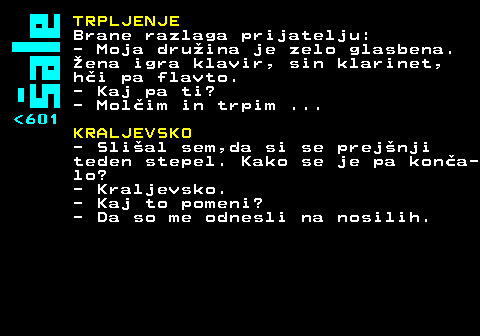 šale
<601
TRPLJENJE
Brane razlaga prijatelju:
- Moja družina je zelo glasbena.
Žena igra klavir, sin klarinet,
hči pa flavto.
- Kaj pa ti?
- Molčim in trpim ...
KRALJEVSKO
- Slišal sem,da si se prejšnji
teden stepel. Kako se je pa konča-
lo?
- Kraljevsko.
- Kaj to pomeni?
- Da so me odnesli na nosilih.